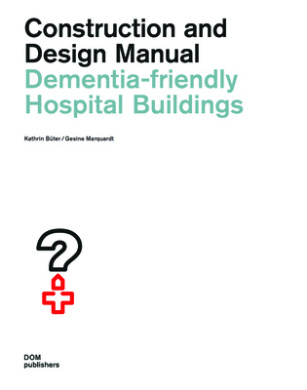 Construction and
Design Manual
Dementia-friendly
Hospital Buildings
Kathrin Büter / Gesine Marquardt
?
DOM
publishers